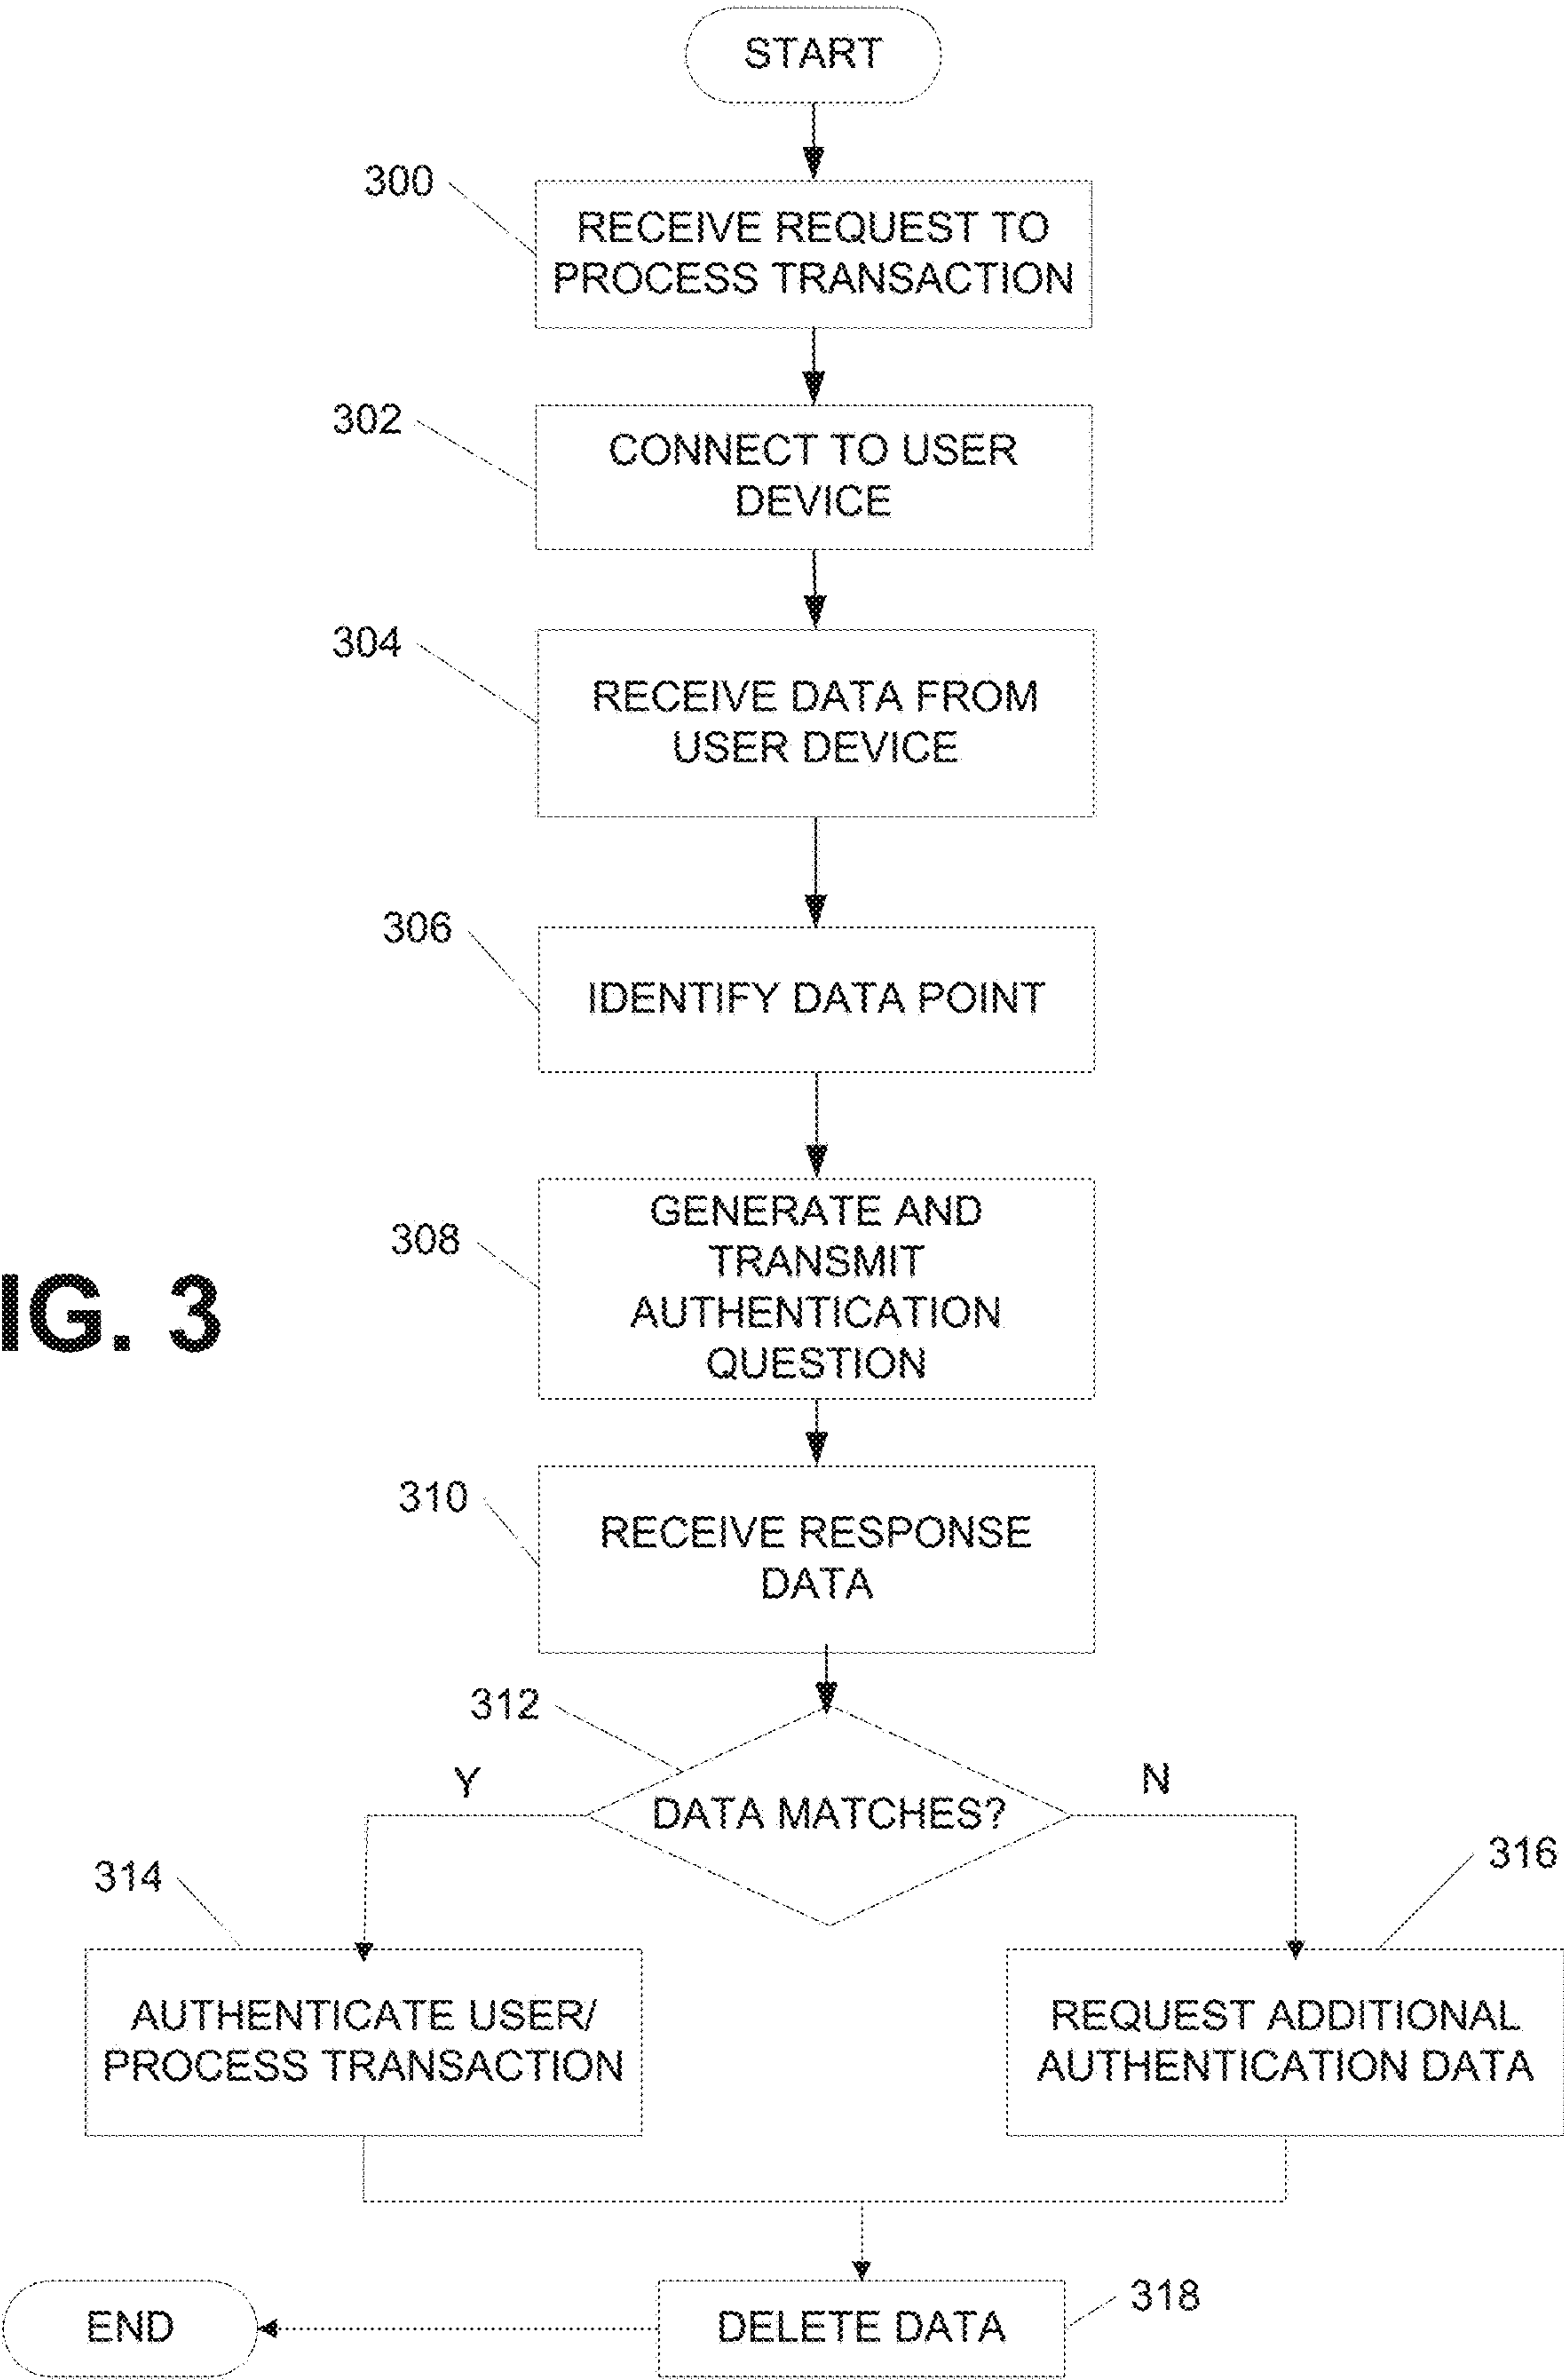 START
300
RECEIVE REQUEST TO
PROCESS TRANSACTION
302
CONNECT TO USER
DEVICE
304
RECEIVE DATA FROM
USER DEVICE
306
IDENTIFY DATA POINT
308
GENERATE AND
TRANSMIT
AUTHENTICATION
QUESTION
IG. 3
310
RECEIVE RESPONSE
DATA
312
Y
DATA MATCHES?
N
314
AUTHENTICATE USER/
PROCESS TRANSACTION
316
REQUEST ADDITIONAL
AUTHENTICATION DATA
318
DELETE DATA
END